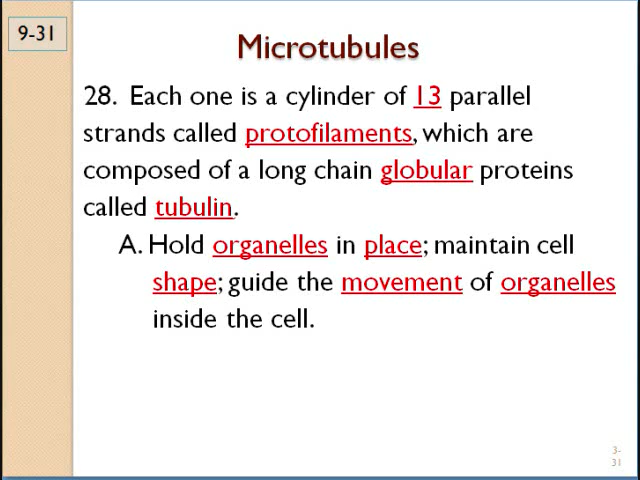 9-31
Microtubules
28. Each one is a cylinder of 13 parallel
strands called protofilaments, which are
composed of a long chain globular proteins
called tubulin.
A. Hold organelles in place; maintain cell
shape; guide the movement of organelles
inside the cell.
3-
31